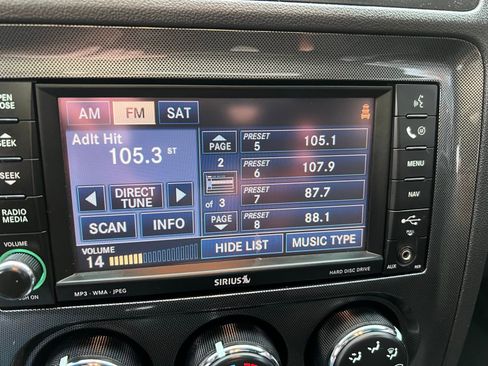 AM FM SAT
Adlt Hit
105.3 ST
DIRECT
TUNE
SCAN INFO
VOLUME
14
PAGE
2
of 3
PAGE
PRESET
5 105.1
PRESET
6 107.9
PRESET
7 87.7
PRESET
8 88.1
HIDE LIST MUSIC TYPE
SEEK
SEEK
RADIO
MEDIA
VOLUME
MENU
NAV
AUX
MP3 - WMA - JPEG
SIRIUS
HARD DISC DRIVE